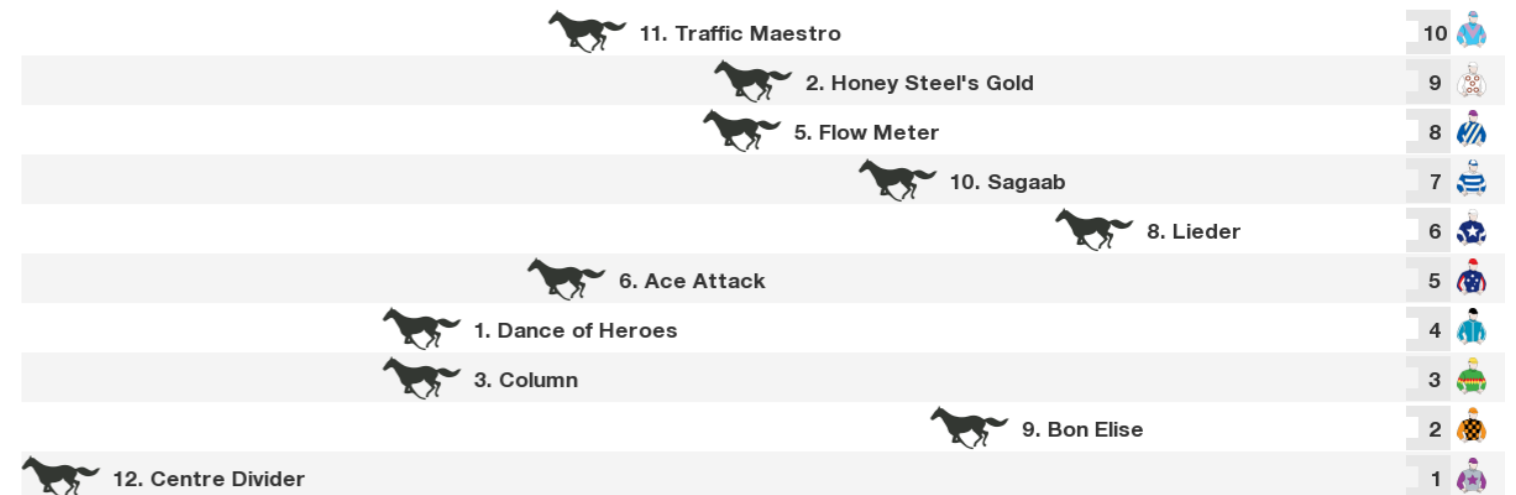 11. Traffic Maestro 10
2. Honey Steel's Gold 9
5. Flow Meter 8
10. Sagaab 7
8. Lieder 6
6. Ace Attack 5
1. Dance of Heroes 4
3. Column 3
9. Bon Elise 2
12. Centre Divider 1